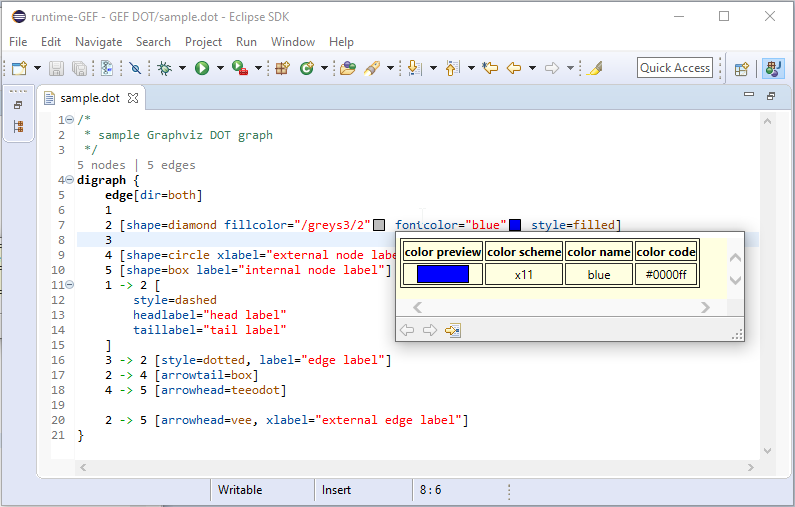 runtime-GEF - GEF DOT/sample.dot - Eclipse SDK
File Edit Navigate Search Project Run Window Help
Quick Access
sample.dot
1 /*
2  * sample Graphviz DOT graph
3  */
5 nodes | 5 edges
4 digraph {
5     edge[dir=both]
6     1
7     2 [shape=diamond fillcolor="/greys3/2" fontcolor="blue" style=filled]
8     3
9     4 [shape=circle xlabel="external node labe
10     5 [shape=box label="internal node label"]
11     1 -> 2 [
12         style=dashed
13         headlabel="head label"
14         taillabel="tail label"
15     ]
16     3 -> 2 [style=dotted, label="edge label"]
17     2 -> 4 [arrowtail=box]
18     4 -> 5 [arrowhead=teeodot]
19
20     2 -> 5 [arrowhead=vee, xlabel="external edge label"]
21 }
color preview color scheme color name color code
x11 blue #0000ff
Writable Insert 8 : 6